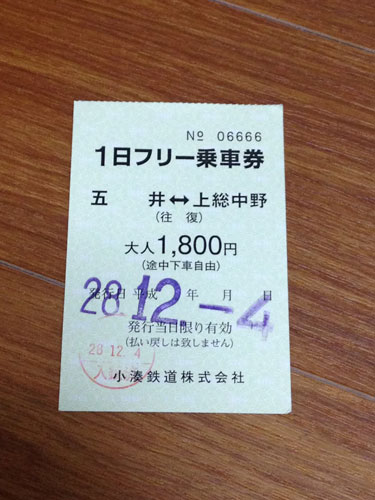 № 06666
1日フリー乗車券
五 井↔上総中野
(往 復)
大人1,800円
(途中下車自由)
発行日 平成 年 月 日
28.12.-4
発行当日限り有効
(払い戻しは致しません)
28.12.4
小湊鉄道株式会社